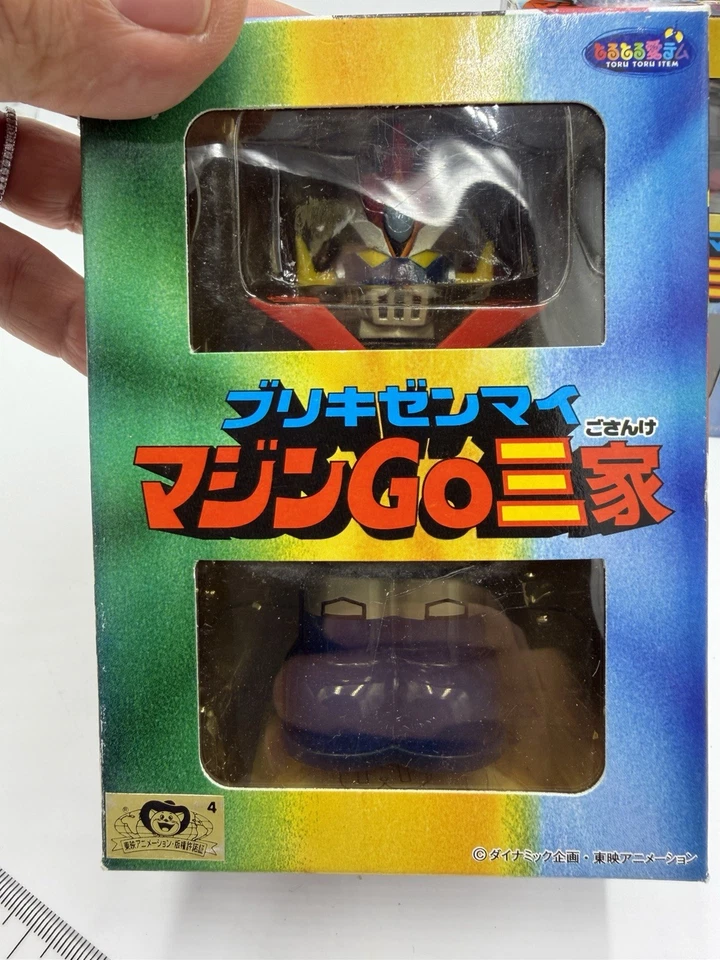 とるとる愛テム
TORU TORU ITEM
ブリキゼンマイ
ごさんけ
マジンGo三家
4
東映アニメーション・版権許諾証
©ダイナミック企画・東映アニメーション